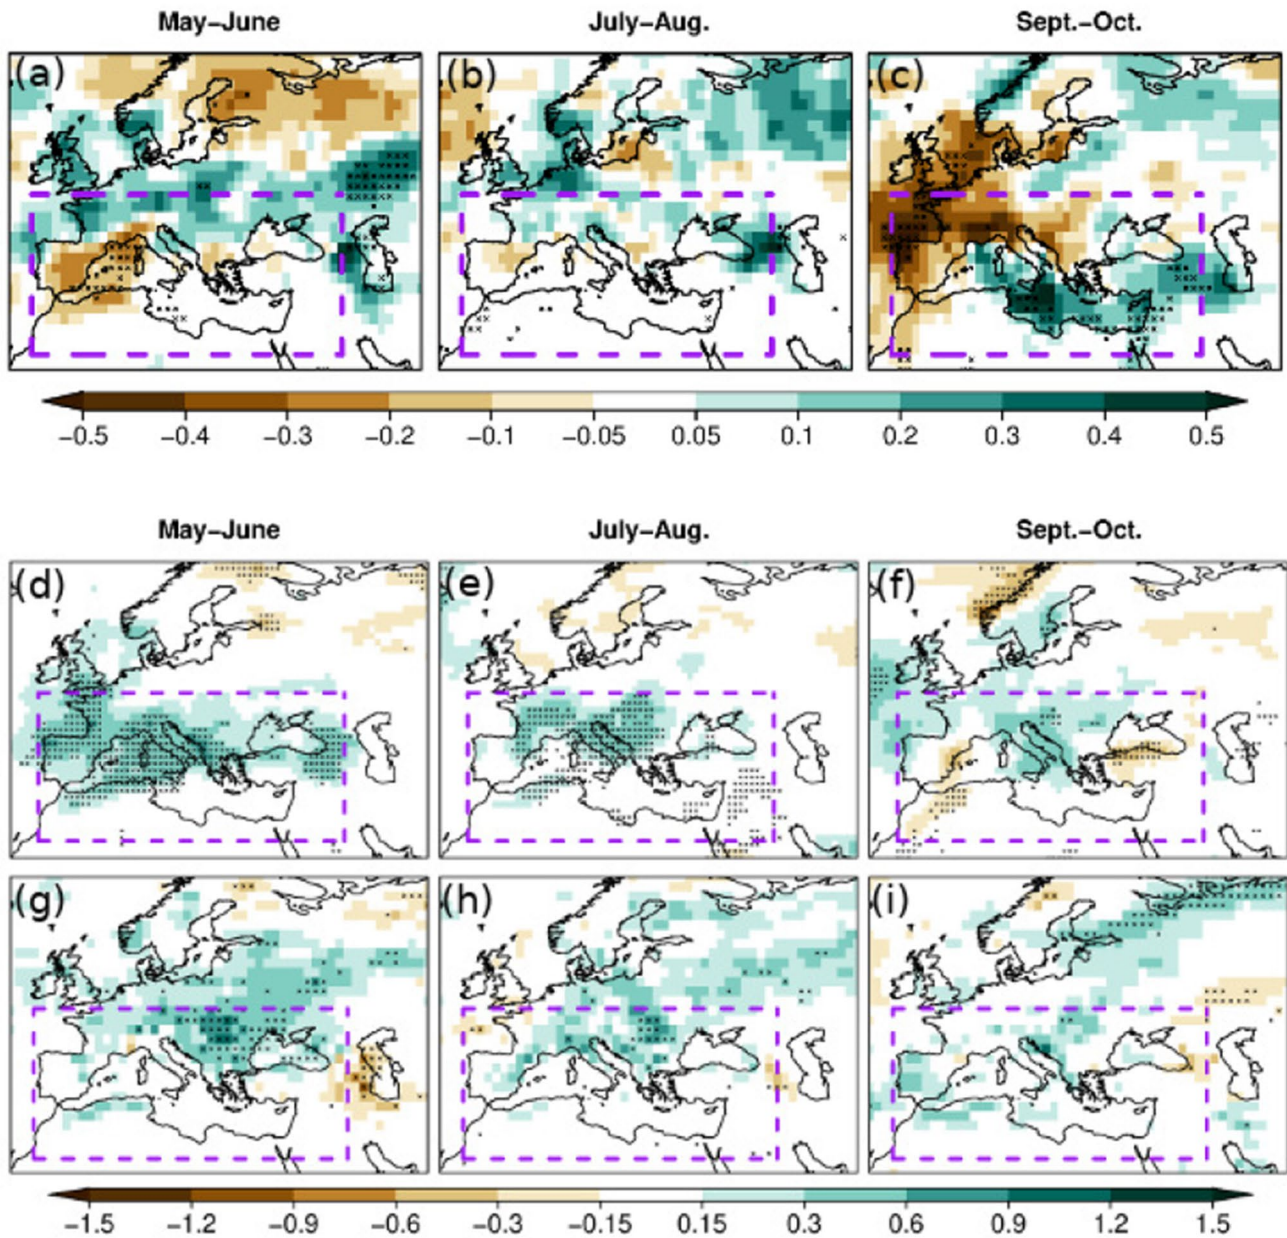 May–June July–Aug. Sept.–Oct.
(a) (b) (c)
−0.5 −0.4 −0.3 −0.2 −0.1 −0.05 0.05 0.1 0.2 0.3 0.4 0.5
May–June July–Aug. Sept.–Oct.
(d) (e) (f)
(g) (h) (i)
−1.5 −1.2 −0.9 −0.6 −0.3 −0.15 0.15 0.3 0.6 0.9 1.2 1.5